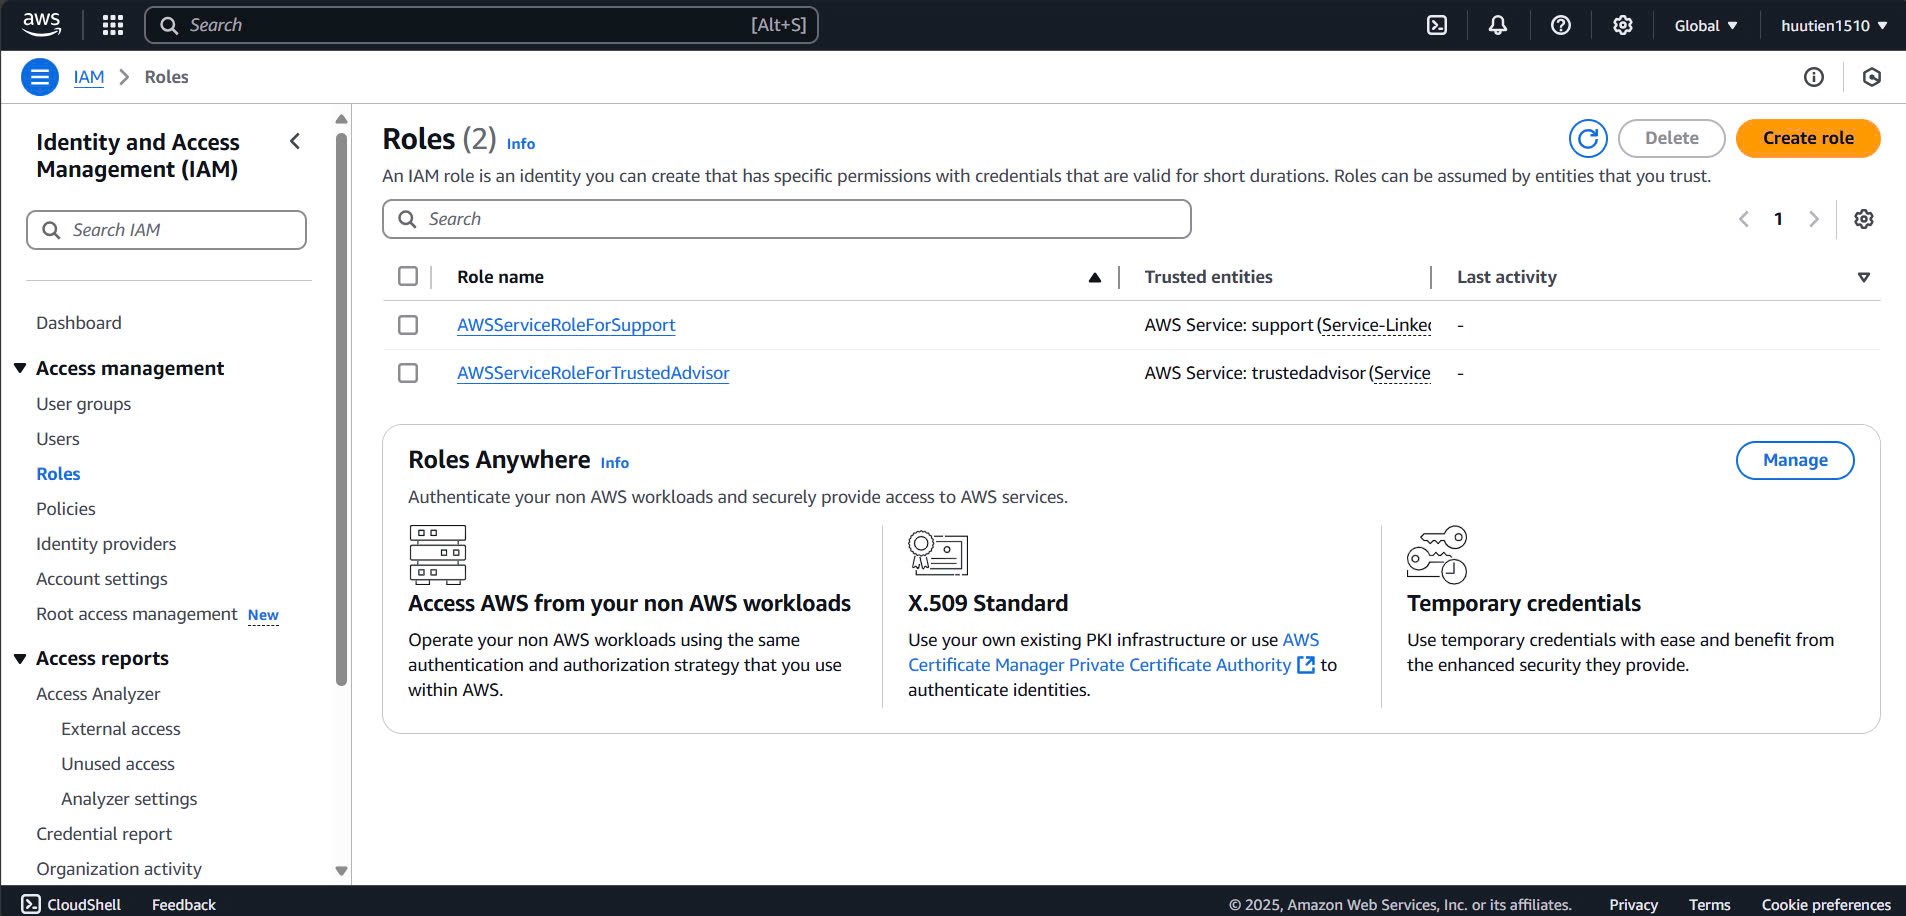 aws
Search
[Alt+S]
Global
huutien1510
IAM
Roles
Identity and Access
Management (IAM)
Search IAM
Dashboard
Access management
User groups
Users
Roles
Policies
Identity providers
Account settings
Root access management New
Access reports
Access Analyzer
External access
Unused access
Analyzer settings
Credential report
Organization activity
Roles (2) Info
Delete
Create role
An IAM role is an identity you can create that has specific permissions with credentials that are valid for short durations. Roles can be assumed by entities that you trust.
Search
1
Role name
Trusted entities
Last activity
AWSServiceRoleForSupport
AWS Service: support (Service-Linked
-
AWSServiceRoleForTrustedAdvisor
AWS Service: trustedadvisor (Service
-
Roles Anywhere Info
Manage
Authenticate your non AWS workloads and securely provide access to AWS services.
Access AWS from your non AWS workloads
Operate your non AWS workloads using the same
authentication and authorization strategy that you use
within AWS.
X.509 Standard
Use your own existing PKI infrastructure or use AWS
Certificate Manager Private Certificate Authority to
authenticate identities.
Temporary credentials
Use temporary credentials with ease and benefit from
the enhanced security they provide.
CloudShell
Feedback
© 2025, Amazon Web Services, Inc. or its affiliates.
Privacy
Terms
Cookie preferences